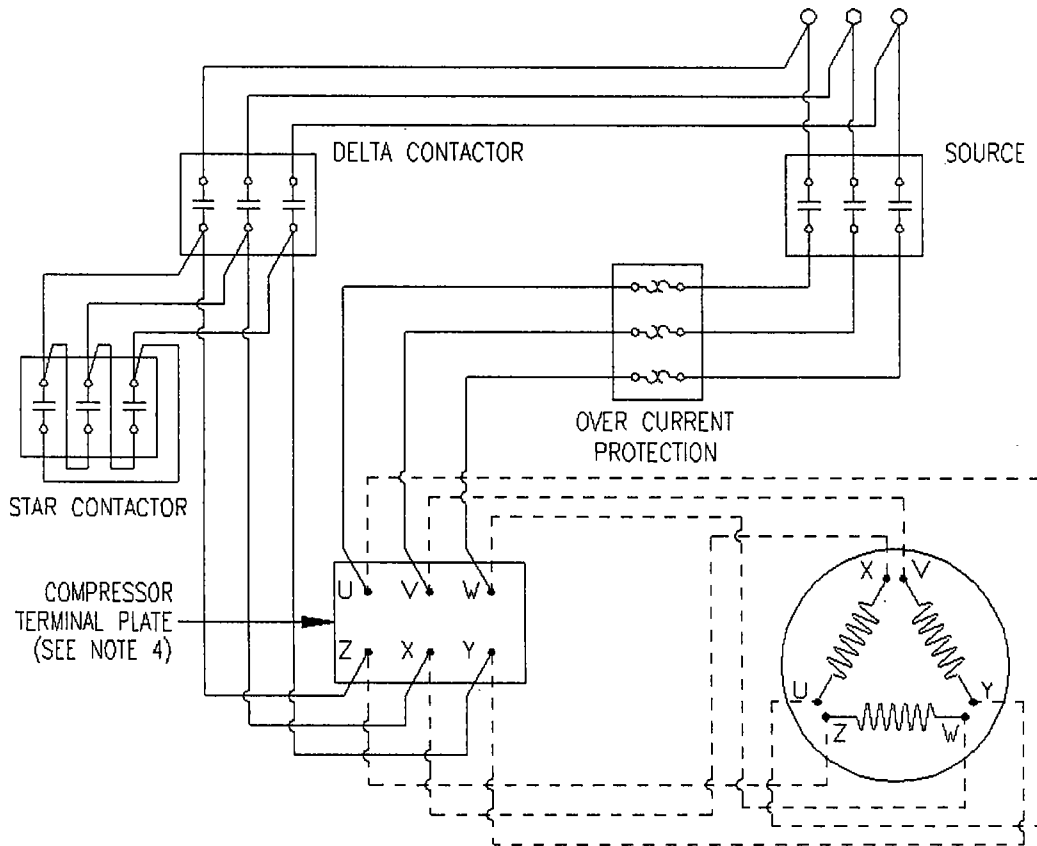 DELTA CONTACTOR
SOURCE
OVER CURRENT
PROTECTION
STAR CONTACTOR
COMPRESSOR
TERMINAL PLATE
(SEE NOTE 4)
U V W
Z X Y
X V
U Y
Z W